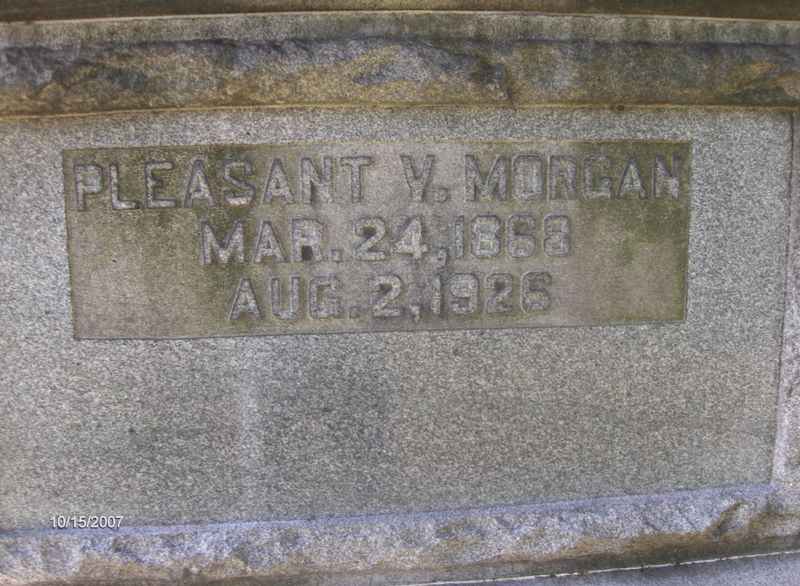 PLEASANT V. MORGAN
MAR. 24, 1868
AUG. 2, 1926
10/15/2007